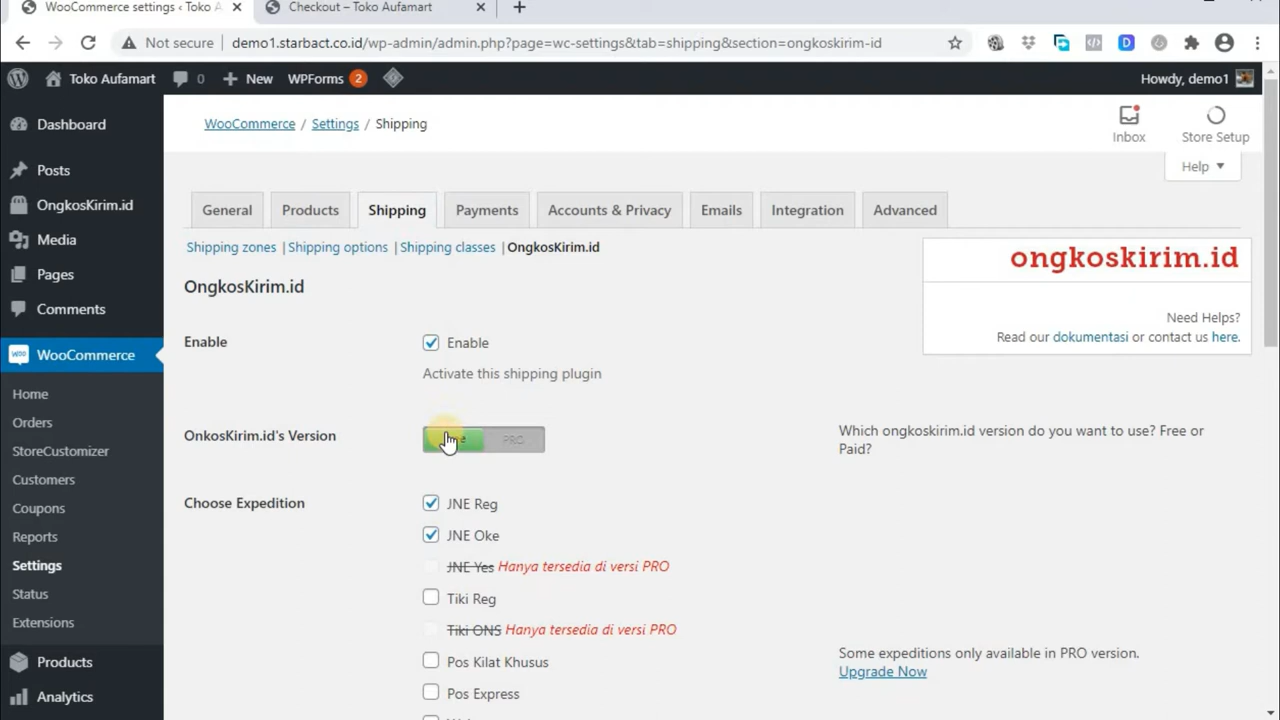 WooCommerce settings ‹ Toko A
Checkout – Toko Aufamart
Not secure
demo1.starbact.co.id/wp-admin/admin.php?page=wc-settings&tab=shipping&section=ongkoskirim-id
Toko Aufamart
0
New
WPForms 2
Howdy, demo1
Dashboard
Posts
OngkosKirim.id
Media
Pages
Comments
WooCommerce
Home
Orders
StoreCustomizer
Customers
Coupons
Reports
Settings
Status
Extensions
Products
Analytics
WooCommerce / Settings / Shipping
Inbox
Store Setup
Help
General
Products
Shipping
Payments
Accounts & Privacy
Emails
Integration
Advanced
Shipping zones | Shipping options | Shipping classes | OngkosKirim.id
ongkoskirim.id
Need Helps?
Read our dokumentasi or contact us here.
OngkosKirim.id
Enable
Enable
Activate this shipping plugin
OnkosKirim.id's Version
PRO
Which ongkoskirim.id version do you want to use? Free or
Paid?
Choose Expedition
JNE Reg
JNE Oke
JNE Yes Hanya tersedia di versi PRO
Tiki Reg
Tiki ONS Hanya tersedia di versi PRO
Pos Kilat Khusus
Pos Express
Some expeditions only available in PRO version.
Upgrade Now